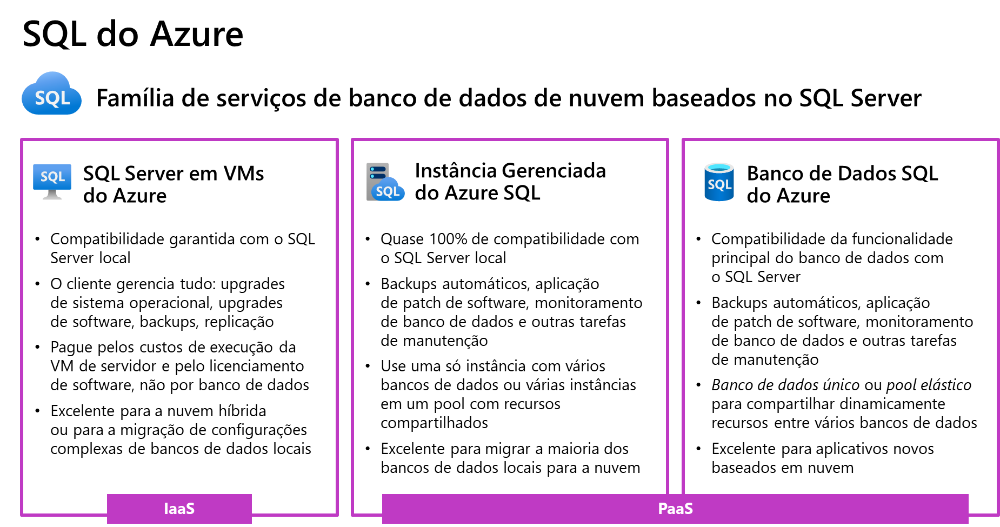 SQL do Azure
SQL
Família de serviços de banco de dados de nuvem baseados no SQL Server
SQL
SQL Server em VMs
do Azure
• Compatibilidade garantida com o SQL
Server local
• O cliente gerencia tudo: upgrades
de sistema operacional, upgrades
de software, backups, replicação
• Pague pelos custos de execução da
VM de servidor e pelo licenciamento
de software, não por banco de dados
• Excelente para a nuvem híbrida
ou para a migração de configurações
complexas de bancos de dados locais
IaaS
SQL
Instância Gerenciada
do Azure SQL
• Quase 100% de compatibilidade com
o SQL Server local
• Backups automáticos, aplicação
de patch de software, monitoramento
de banco de dados e outras tarefas
de manutenção
• Use uma só instância com vários
bancos de dados ou várias instâncias
em um pool com recursos
compartilhados
• Excelente para migrar a maioria dos
bancos de dados locais para a nuvem
SQL
Banco de Dados SQL
do Azure
• Compatibilidade da funcionalidade
principal do banco de dados com
o SQL Server
• Backups automáticos, aplicação
de patch de software, monitoramento
de banco de dados e outras tarefas
de manutenção
• Banco de dados único ou pool elástico
para compartilhar dinamicamente
recursos entre vários bancos de dados
• Excelente para aplicativos novos
baseados em nuvem
PaaS